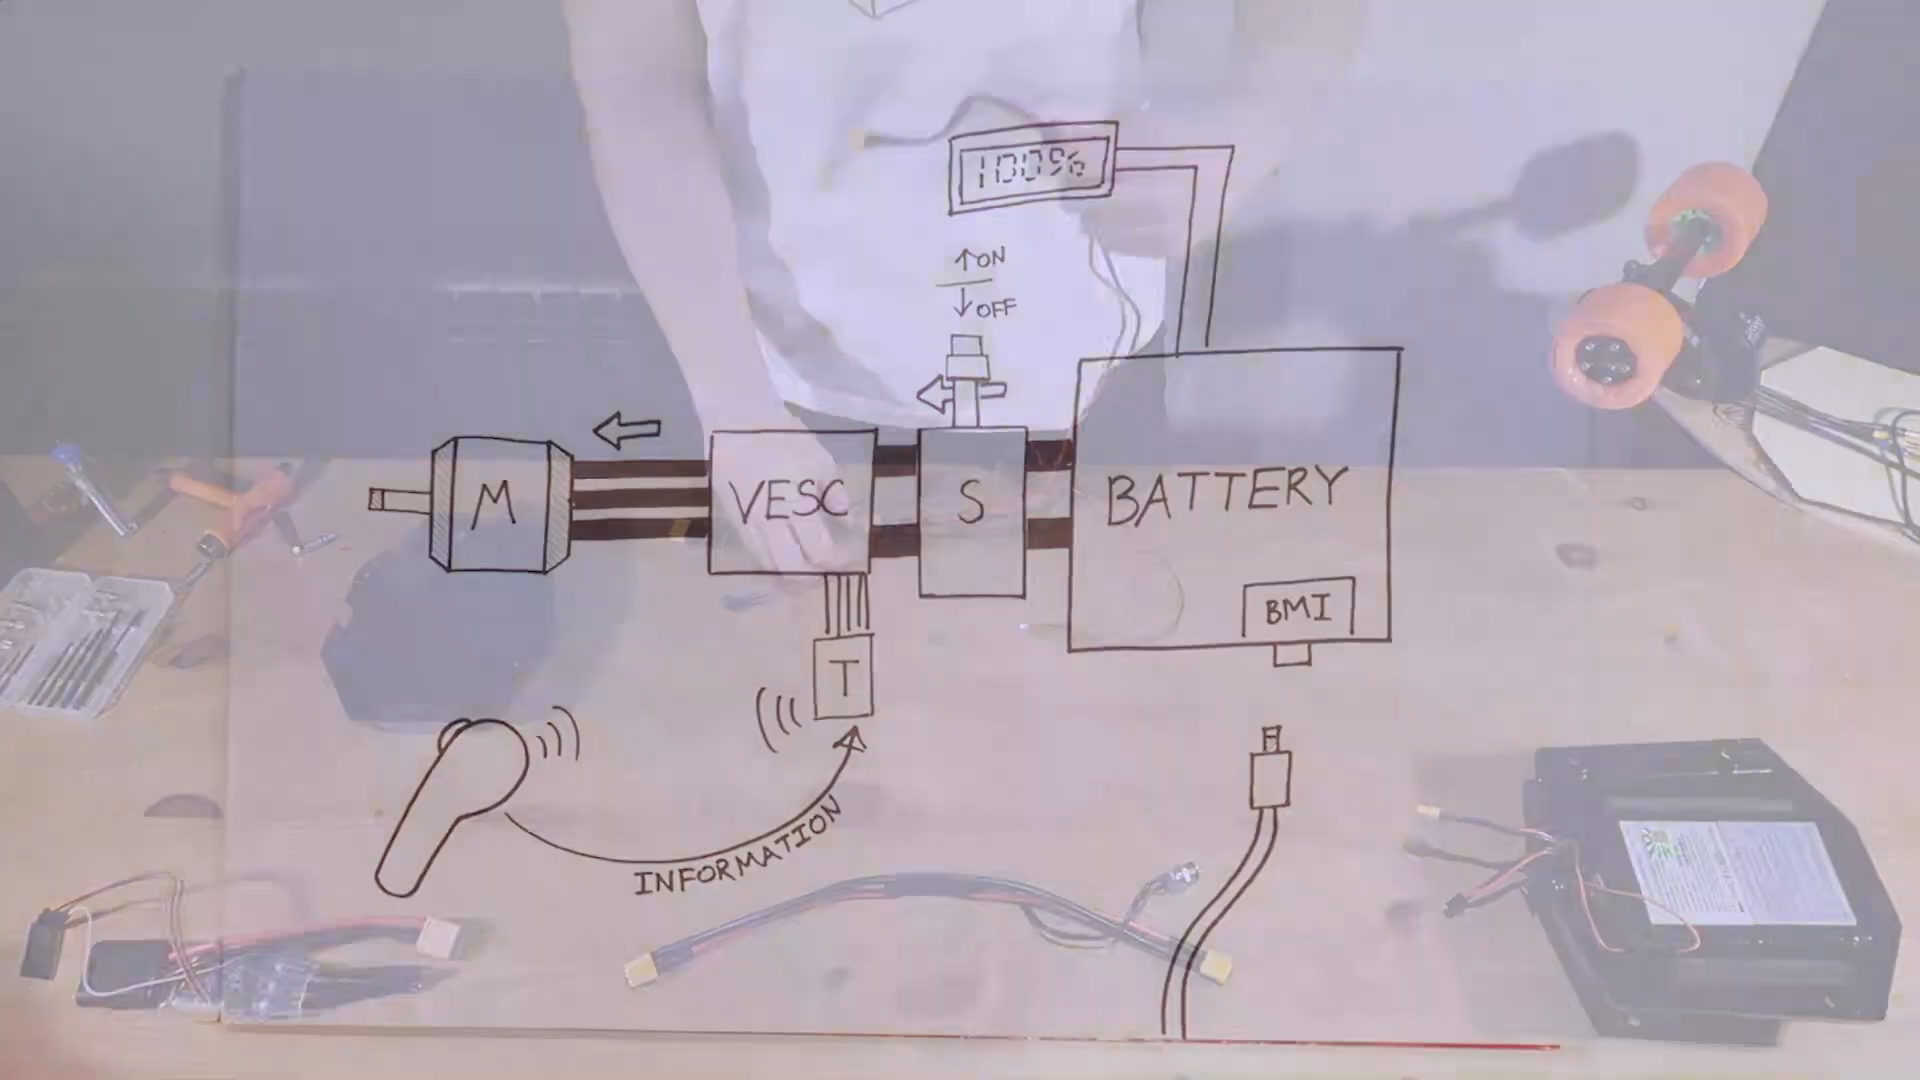 100%
↑ON
↓OFF
M
VESC
S
BATTERY
BMI
T
INFORMATION